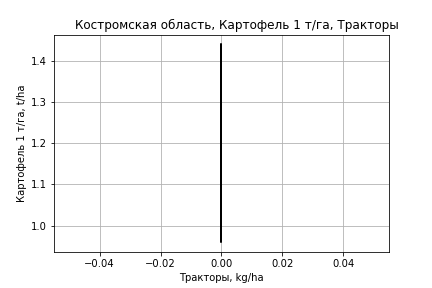 Костромская область, Картофель 1 т/га, Тракторы
1.4
1.3
1.2
1.1
1.0
Картофель 1 т/га, t/ha
−0.04 −0.02 0.00 0.02 0.04
Тракторы, kg/ha